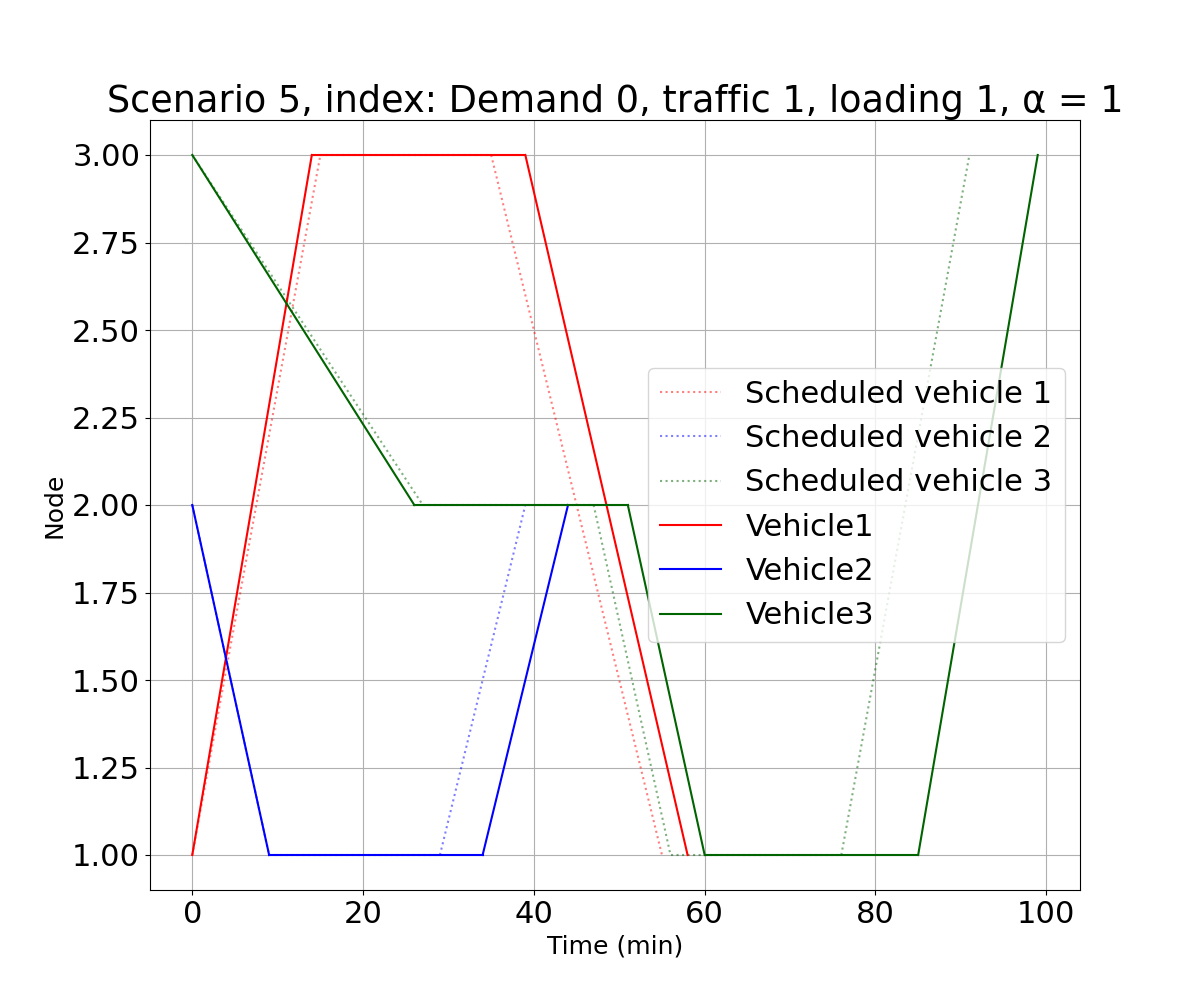 Scenario 5, index: Demand 0, traffic 1, loading 1, α = 1
3.00
2.75
2.50
2.25
2.00
1.75
1.50
1.25
1.00
Node
Scheduled vehicle 1
Scheduled vehicle 2
Scheduled vehicle 3
Vehicle1
Vehicle2
Vehicle3
0 20 40 60 80 100
Time (min)